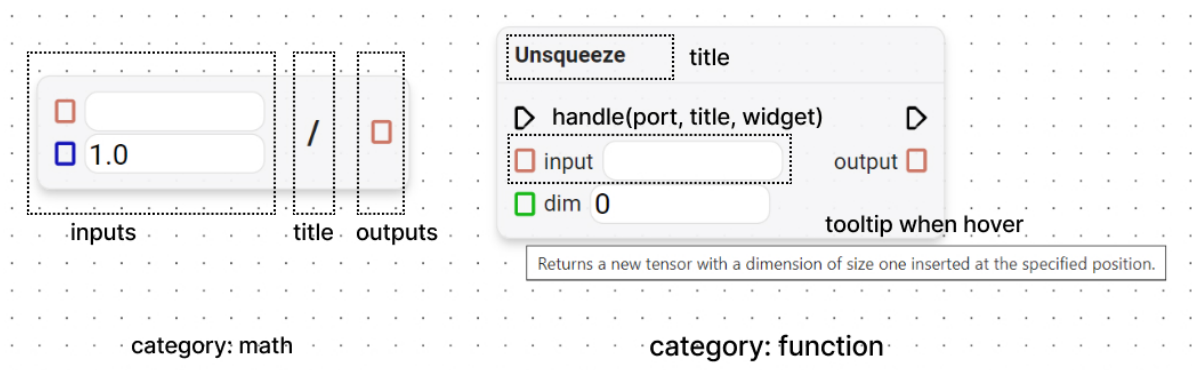 1.0
/
inputs
title
outputs
category: math
Unsqueeze
title
handle(port, title, widget)
input
output
dim 0
tooltip when hover
Returns a new tensor with a dimension of size one inserted at the specified position.
category: function